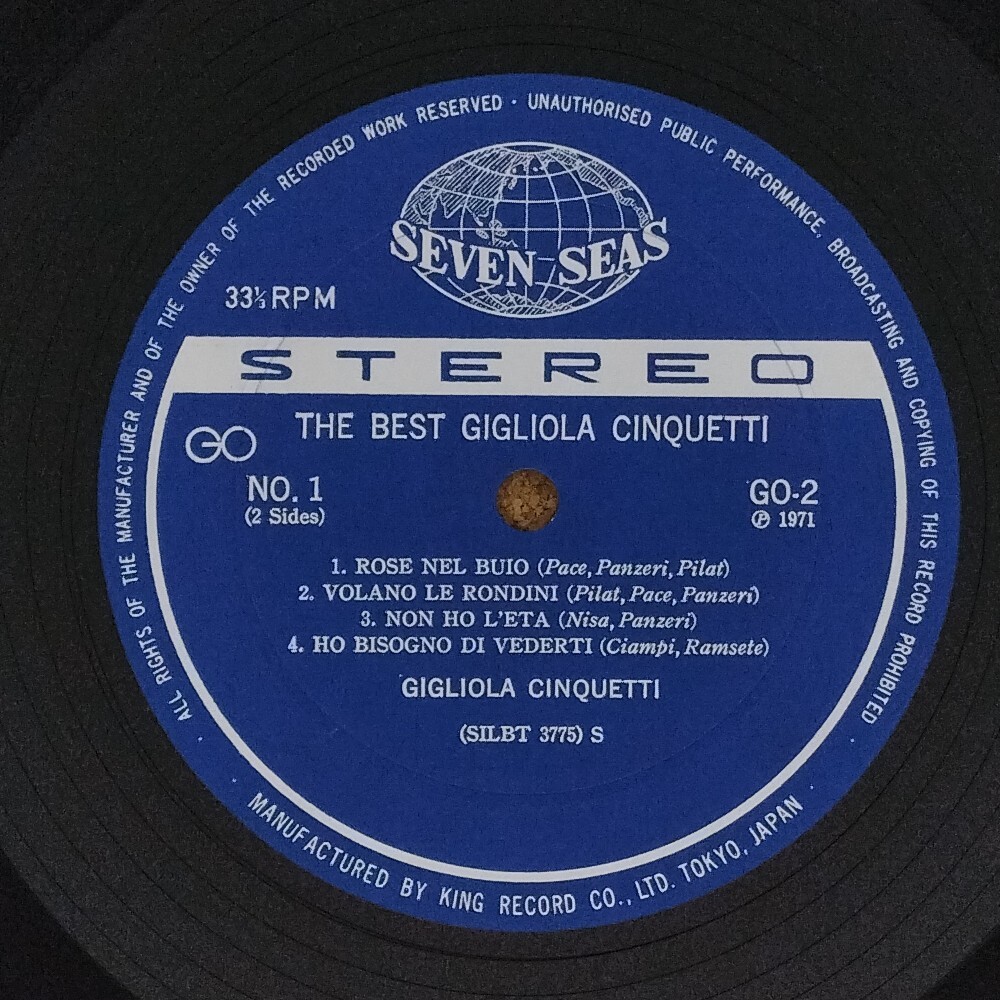 ALL RIGHTS OF THE MANUFACTURER AND OF THE OWNER OF THE RECORDED WORK RESERVED · UNAUTHORISED PUBLIC PERFORMANCE, BROADCASTING AND COPYING OF THIS RECORD PROHIBITED
SEVEN SEAS
33⅓ RPM
STEREO
THE BEST GIGLIOLA CINQUETTI
GO
NO. 1
(2 Sides)
GO-2
Ⓟ 1971
1. ROSE NEL BUIO (Pace, Panzeri, Pilat)
2. VOLANO LE RONDINI (Pilat, Pace, Panzeri)
3. NON HO L'ETA (Nisa, Panzeri)
4. HO BISOGNO DI VEDERTI (Ciampi, Ramsete)
GIGLIOLA CINQUETTI
(SILBT 3775) S
MANUFACTURED BY KING RECORD CO., LTD. TOKYO, JAPAN